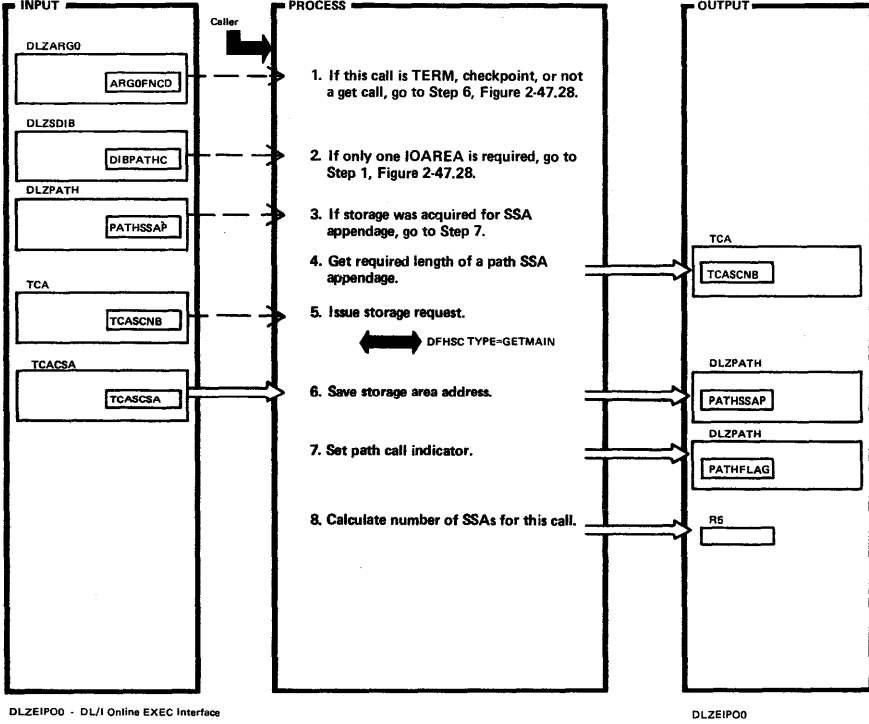 INPUT
PROCESS
OUTPUT
Caller
DLZARG0
ARG0FNCD
1. If this call is TERM, checkpoint, or not
a get call, go to Step 6, Figure 2-47.28.
DLZSDIB
DIBPATHC
2. If only one IOAREA is required, go to
Step 1, Figure 2-47.28.
DLZPATH
PATHSSAP
3. If storage was acquired for SSA
appendage, go to Step 7.
4. Get required length of a path SSA
appendage.
TCA
TCASCNB
TCA
TCASCNB
5. Issue storage request.
DFHSC TYPE=GETMAIN
TCACSA
TCASCSA
6. Save storage area address.
DLZPATH
PATHSSAP
7. Set path call indicator.
DLZPATH
PATHFLAG
8. Calculate number of SSAs for this call.
R5
DLZEIPO0 - DL/I Online EXEC Interface
DLZEIPO0